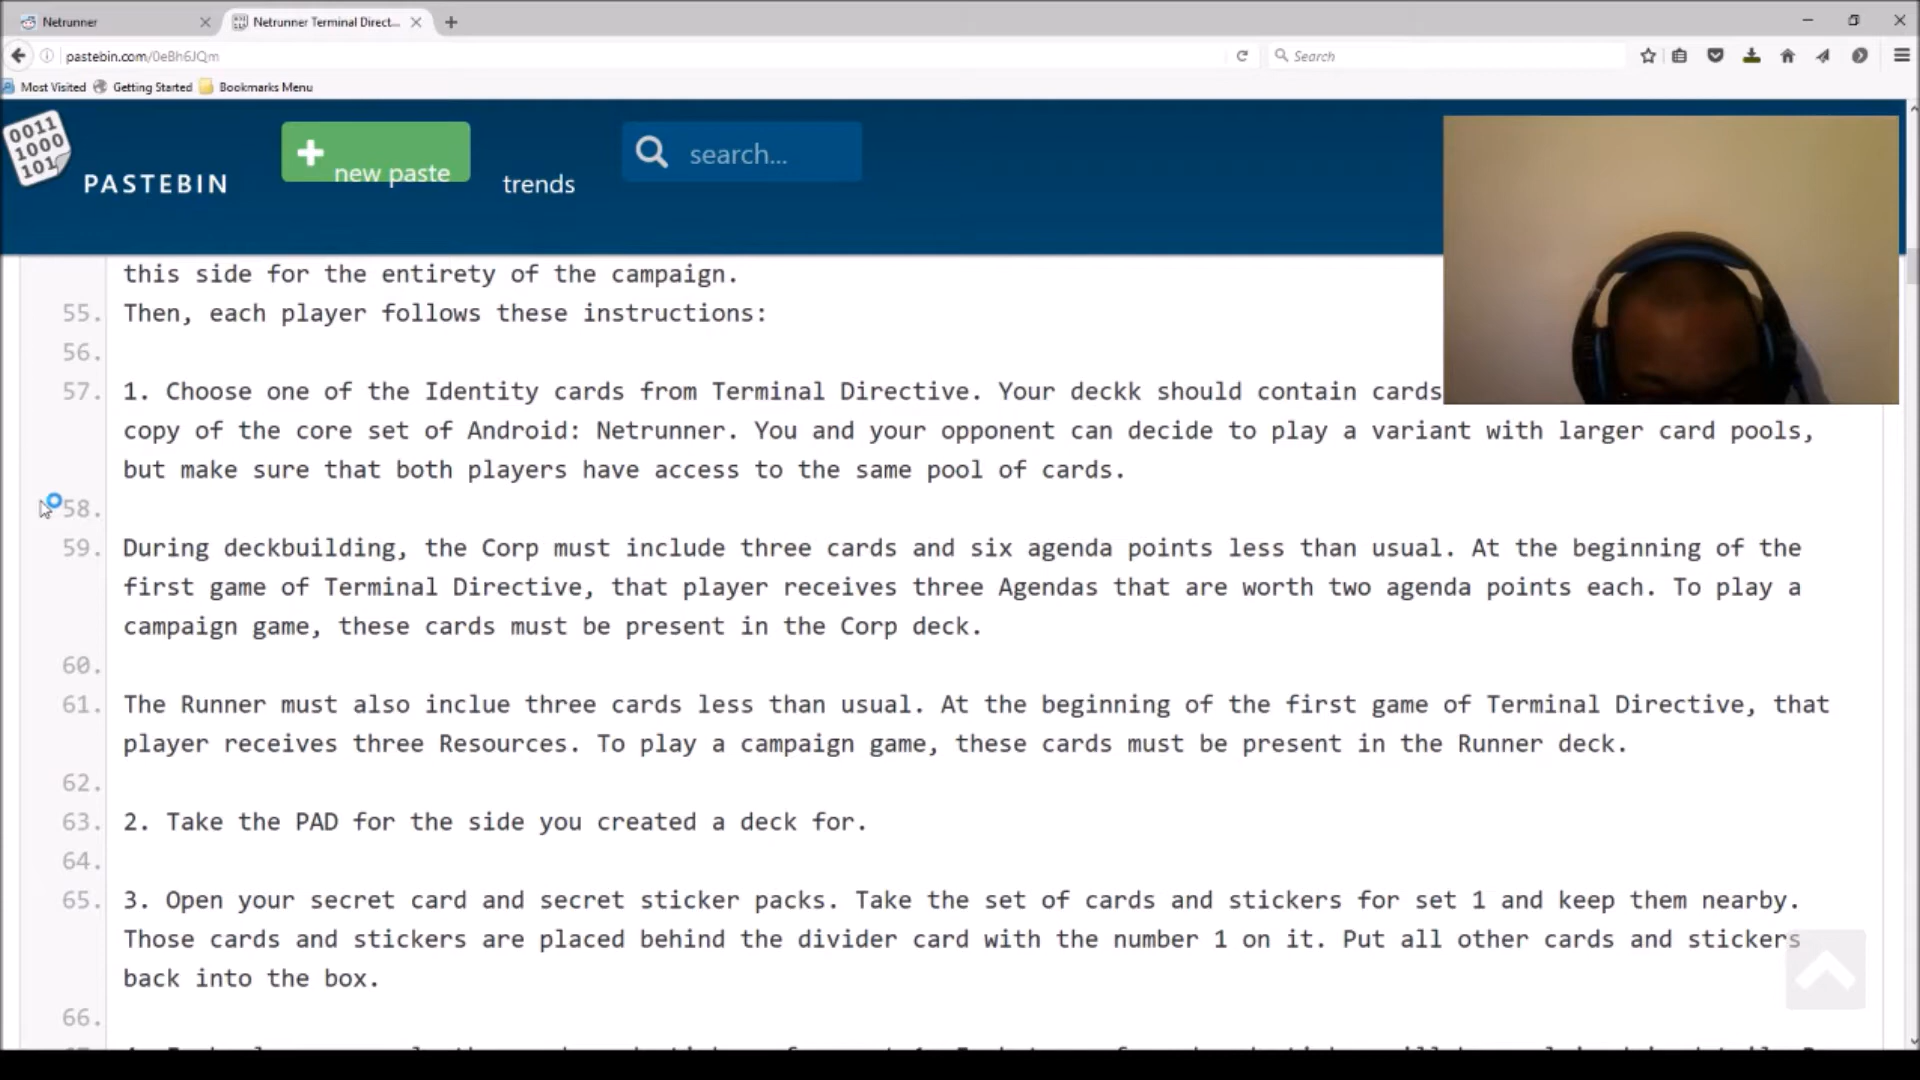 Netrunner
Netrunner Terminal Direct...
pastebin.com/0eBh6JQm
Search
Most Visited
Getting Started
Bookmarks Menu
0011
1000
101
PASTEBIN
new paste
trends
search...
this side for the entirety of the campaign.
55. Then, each player follows these instructions:
56.
57. 1. Choose one of the Identity cards from Terminal Directive. Your deckk should contain cards
copy of the core set of Android: Netrunner. You and your opponent can decide to play a variant with larger card pools,
but make sure that both players have access to the same pool of cards.
58.
59. During deckbuilding, the Corp must include three cards and six agenda points less than usual. At the beginning of the
first game of Terminal Directive, that player receives three Agendas that are worth two agenda points each. To play a
campaign game, these cards must be present in the Corp deck.
60.
61. The Runner must also inclue three cards less than usual. At the beginning of the first game of Terminal Directive, that
player receives three Resources. To play a campaign game, these cards must be present in the Runner deck.
62.
63. 2. Take the PAD for the side you created a deck for.
64.
65. 3. Open your secret card and secret sticker packs. Take the set of cards and stickers for set 1 and keep them nearby.
Those cards and stickers are placed behind the divider card with the number 1 on it. Put all other cards and stickers
back into the box.
66.